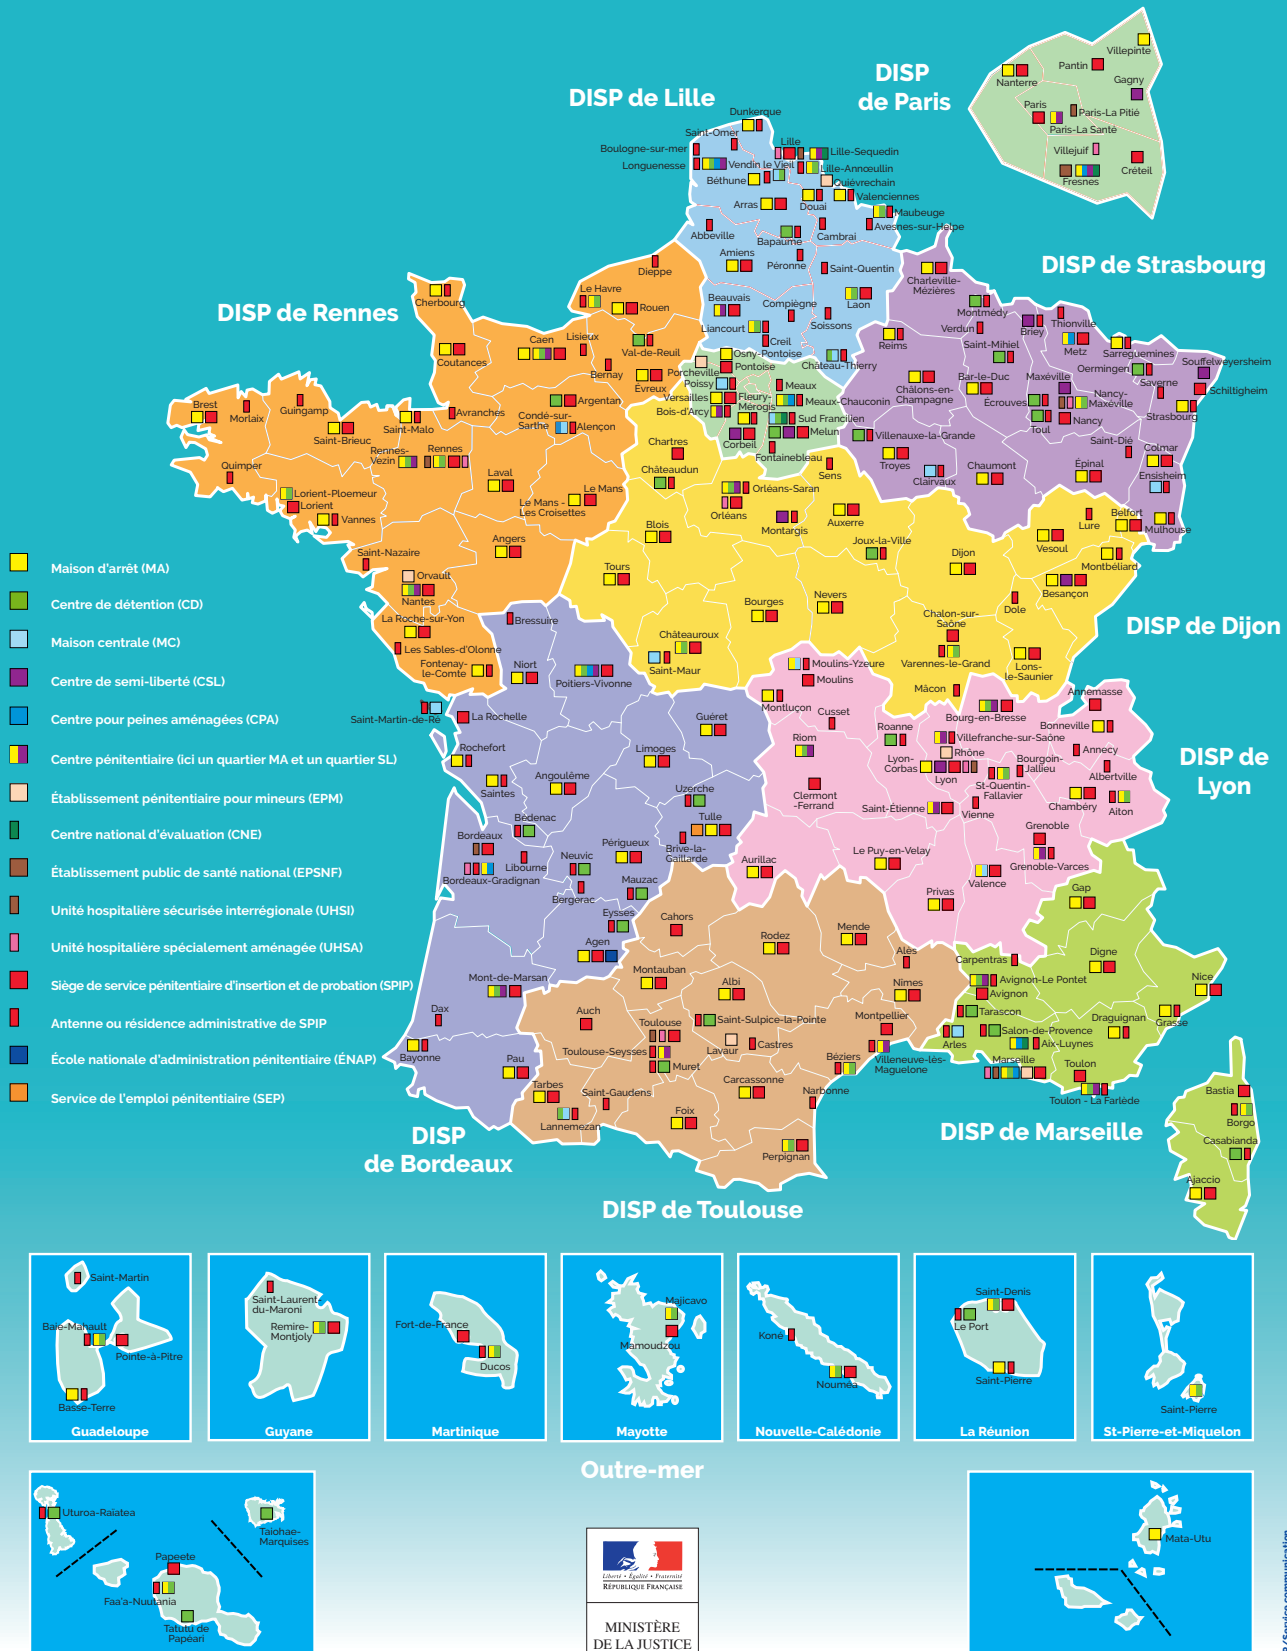 DISP de Paris
Villepinte
Pantin
Nanterre
Gagny
Paris
Paris-La Pitié
Paris-La Santé
Villejuif
Créteil
Fresnes
DISP de Lille
Dunkerque
Saint-Omer
Boulogne-sur-mer
Lille
Lille-Sequedin
Longuenesse
Vendin le Vieil
Lille-Annœullin
Béthune
Quiévrechain
Valenciennes
Arras
Douai
Maubeuge
Avesnes-sur-Helpe
Abbeville
Bapaume
Cambrai
Amiens
Péronne
Saint-Quentin
Beauvais
Compiègne
Laon
Liancourt
Soissons
Creil
Château-Thierry
DISP de Strasbourg
Charleville-Mézières
Montmédy
Verdun
Briey
Thionville
Reims
Saint-Mihiel
Metz
Sarreguemines
Souffelweyersheim
Oermingen
Châlons-en-Champagne
Bar-le-Duc
Maxéville
Saverne
Schiltigheim
Écrouves
Nancy-Maxéville
Strasbourg
Toul
Nancy
Villenauxe-la-Grande
Saint-Dié
Colmar
Troyes
Clairvaux
Chaumont
Épinal
Ensisheim
Mulhouse
DISP de Rennes
Dieppe
Cherbourg
Le Havre
Rouen
Coutances
Caen
Lisieux
Val-de-Reuil
Bernay
Évreux
Brest
Morlaix
Guingamp
Saint-Brieuc
Saint-Malo
Avranches
Argentan
Condé-sur-Sarthe
Alençon
Rennes-Vezin
Rennes
Quimper
Laval
Le Mans
Le Mans - Les Croisettes
Lorient-Ploemeur
Lorient
Vannes
Angers
Saint-Nazaire
Orvault
Nantes
La Roche-sur-Yon
Les Sables-d'Olonne
Fontenay-le-Comte
Osny-Pontoise
Pontoise
Porcheville
Poissy
Meaux
Versailles
Fleury-Mérogis
Meaux-Chauconin
Bois-d'Arcy
Sud Francilien
Corbeil
Melun
Fontainebleau
DISP de Dijon
Chartres
Châteaudun
Sens
Orléans-Saran
Orléans
Montargis
Auxerre
Blois
Joux-la-Ville
Dijon
Lure
Belfort
Vesoul
Montbéliard
Tours
Besançon
Bourges
Nevers
Dole
Châteauroux
Chalon-sur-Saône
Saint-Maur
Varennes-le-Grand
Lons-le-Saunier
Mâcon
Maison d'arrêt (MA)
Centre de détention (CD)
Maison centrale (MC)
Centre de semi-liberté (CSL)
Centre pour peines aménagées (CPA)
Centre pénitentiaire (ici un quartier MA et un quartier SL)
Établissement pénitentiaire pour mineurs (EPM)
Centre national d'évaluation (CNE)
Établissement public de santé national (EPSNF)
Unité hospitalière sécurisée interrégionale (UHSI)
Unité hospitalière spécialement aménagée (UHSA)
Siège de service pénitentiaire d'insertion et de probation (SPIP)
Antenne ou résidence administrative de SPIP
École nationale d'administration pénitentiaire (ÉNAP)
Service de l'emploi pénitentiaire (SEP)
DISP de Lyon
Moulins-Yzeure
Moulins
Montluçon
Cusset
Bourg-en-Bresse
Annemasse
Roanne
Villefranche-sur-Saône
Bonneville
Riom
Rhône
Lyon-Corbas
Lyon
Bourgoin-Jallieu
Annecy
St-Quentin-Fallavier
Albertville
Clermont-Ferrand
Saint-Étienne
Vienne
Chambéry
Aiton
Grenoble
Grenoble-Varces
Le Puy-en-Velay
Aurillac
Valence
Privas
Bressuire
Niort
Poitiers-Vivonne
Saint-Martin-de-Ré
La Rochelle
Guéret
Rochefort
Limoges
Saintes
Angoulême
Uzerche
Tulle
Bédenac
Bordeaux
Périgueux
Brive-la-Gaillarde
Libourne
Neuvic
Bordeaux-Gradignan
Bergerac
Mauzac
Eysses
Agen
Mont-de-Marsan
Dax
Bayonne
Pau
DISP de Bordeaux
Cahors
Rodez
Mende
Alès
Montauban
Albi
Nîmes
Auch
Toulouse
Saint-Sulpice-la-Pointe
Montpellier
Toulouse-Seysses
Lavaur
Castres
Muret
Béziers
Villeneuve-lès-Maguelone
Tarbes
Saint-Gaudens
Carcassonne
Narbonne
Lannemezan
Foix
Perpignan
DISP de Toulouse
Gap
Carpentras
Digne
Avignon-Le Pontet
Avignon
Nice
Tarascon
Draguignan
Grasse
Arles
Salon-de-Provence
Aix-Luynes
Marseille
Toulon
Toulon - La Farlède
DISP de Marseille
Bastia
Borgo
Casabianda
Ajaccio
Saint-Martin
Baie-Mahault
Pointe-à-Pitre
Basse-Terre
Guadeloupe
Saint-Laurent-du-Maroni
Remire-Montjoly
Guyane
Fort-de-France
Ducos
Martinique
Majicavo
Mamoudzou
Mayotte
Koné
Nouméa
Nouvelle-Calédonie
Saint-Denis
Le Port
Saint-Pierre
La Réunion
Saint-Pierre
St-Pierre-et-Miquelon
Outre-mer
Uturoa-Raïatea
Taiohae-Marquises
Papeete
Faa'a-Nuutania
Tatutu de Papéari
Mata-Utu
Liberté • Égalité • Fraternité
RÉPUBLIQUE FRANÇAISE
MINISTÈRE
DE LA JUSTICE